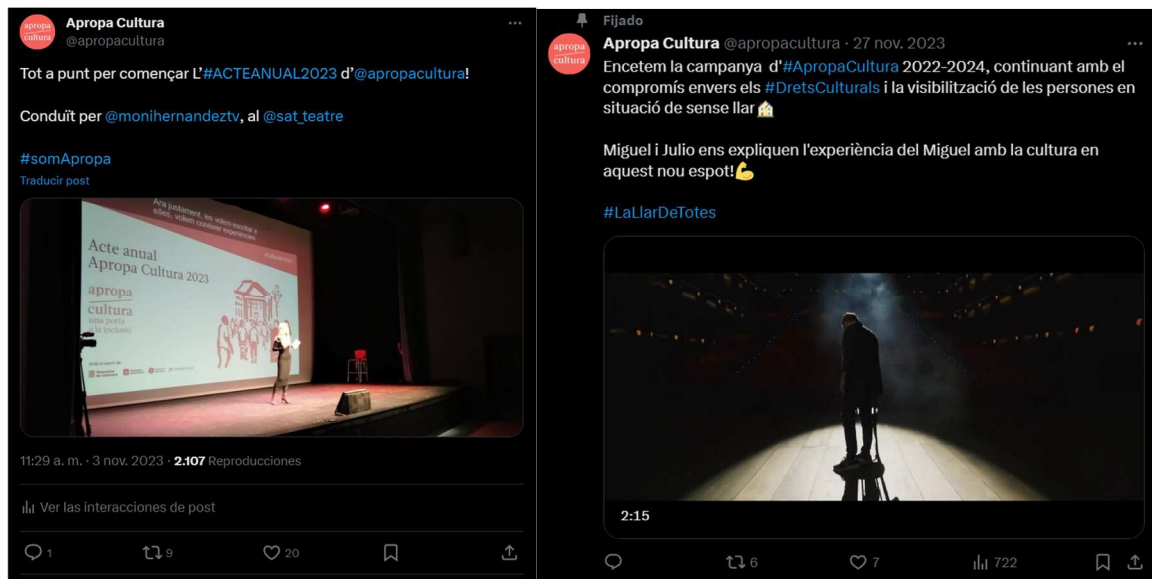 apropa
cultura
Apropa Cultura
@apropacultura
Tot a punt per començar L'#ACTEANUAL2023 d'@apropacultura!
Conduït per @monihernandeztv, al @sat_teatre
#somApropa
Traducir post
Ara justament, les volem escoltar a
elles, volem conèixer experiències.
Acte anual
Apropa Cultura 2023
apropa
cultura
una porta
a la inclusió
11:29 a. m. · 3 nov. 2023 · 2.107 Reproducciones
Ver las interacciones de post
1 9 20
Fijado
apropa
cultura
Apropa Cultura @apropacultura · 27 nov. 2023
Encetem la campanya d'#ApropaCultura 2022-2024, continuant amb el
compromís envers els #DretsCulturals i la visibilització de les persones en
situació de sense llar
Miguel i Julio ens expliquen l'experiència del Miguel amb la cultura en
aquest nou espot!
#LaLlarDeTotes
2:15
6 7 722